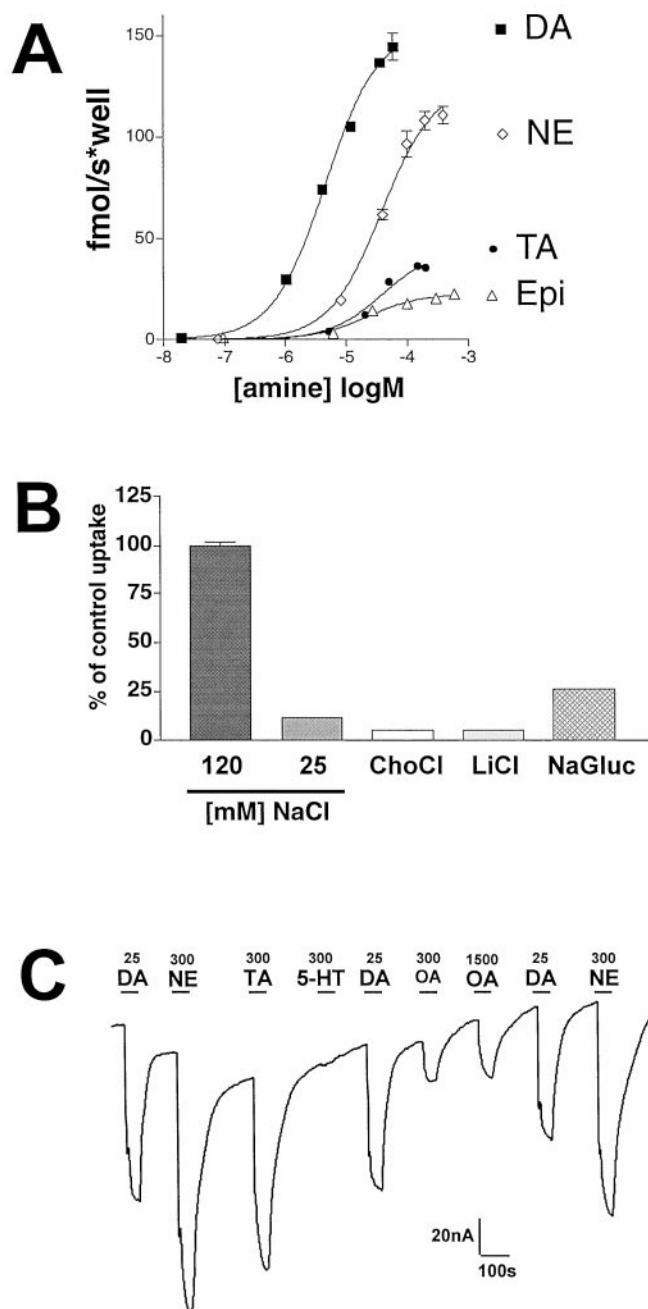 A
fmol/s*well
150
100
50
0
-8 -7 -6 -5 -4 -3
[amine] logM
DA
NE
TA
Epi
B
% of control uptake
125
100
75
50
25
0
120 25 ChoCl LiCl NaGluc
[mM] NaCl
C
25 300 300 300 25 300 1500 25 300
DA NE TA 5-HT DA OA OA DA NE
20nA
100s